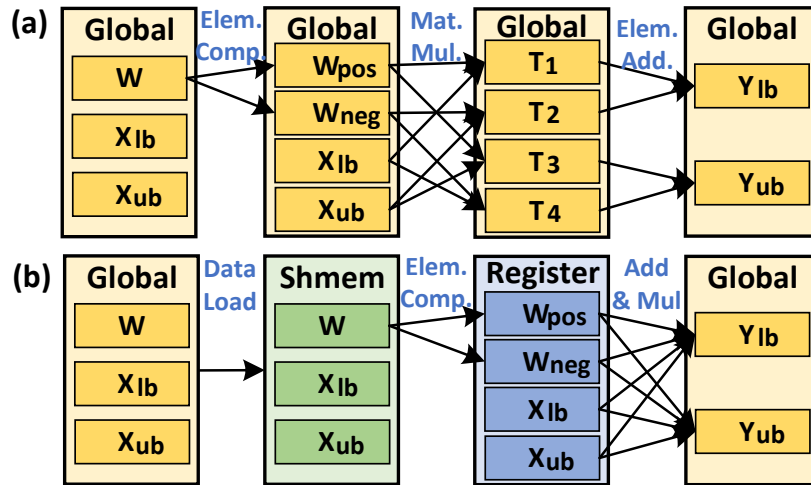 (a)
Global
Elem.
Comp.
Global
Mat.
Mul.
Global
Elem.
Add.
Global
W
Xlb
Xub
Wpos
Wneg
Xlb
Xub
T1
T2
T3
T4
Ylb
Yub
(b)
Global
Data
Load
Shmem
Elem.
Comp.
Register
Add
& Mul
Global
W
Xlb
Xub
W
Xlb
Xub
Wpos
Wneg
Xlb
Xub
Ylb
Yub